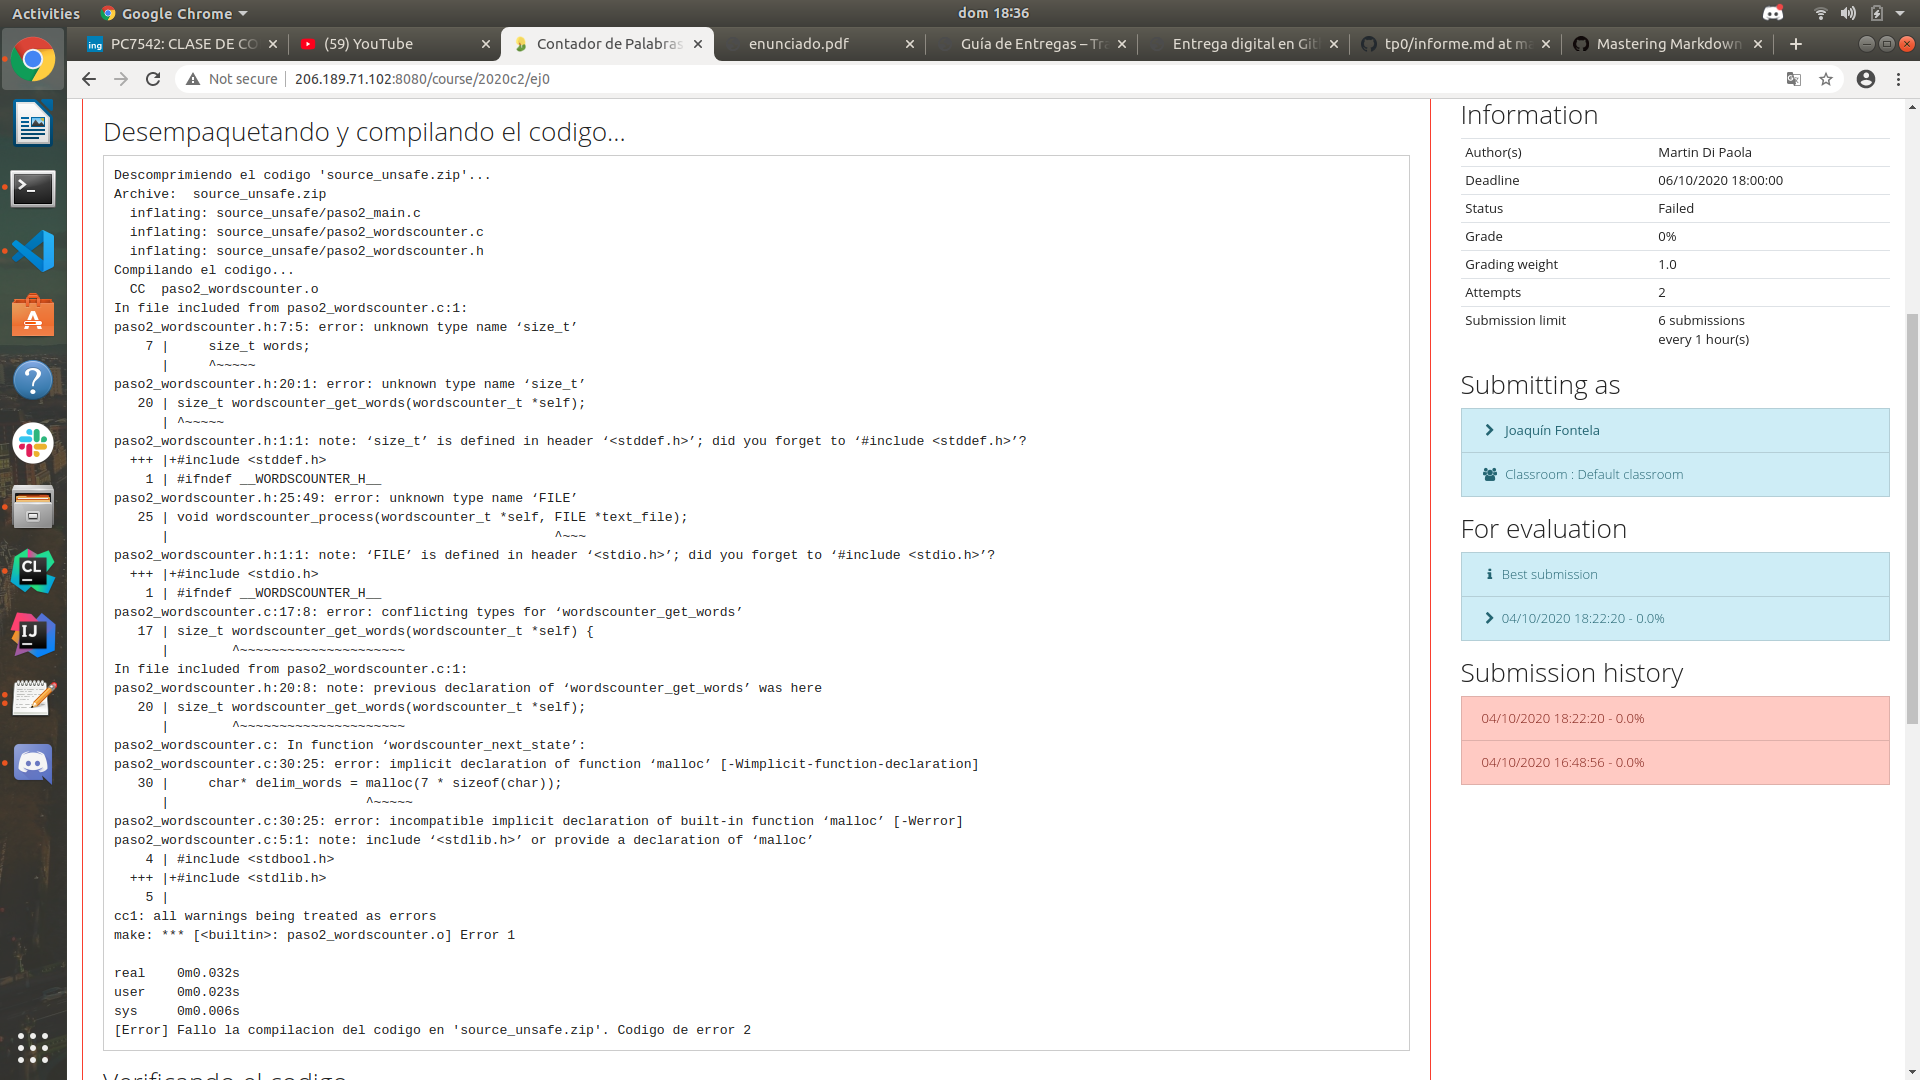 Activities
Google Chrome
dom 18:36
PC7542: CLASE DE CO
(59) YouTube
Contador de Palabras
enunciado.pdf
Guía de Entregas – Tra
Entrega digital en Git
tp0/informe.md at ma
Mastering Markdown
Not secure
206.189.71.102:8080/course/2020c2/ej0
Desempaquetando y compilando el codigo...
Descomprimiendo el codigo 'source_unsafe.zip'...
Archive:  source_unsafe.zip
  inflating: source_unsafe/paso2_main.c
  inflating: source_unsafe/paso2_wordscounter.c
  inflating: source_unsafe/paso2_wordscounter.h
Compilando el codigo...
  CC  paso2_wordscounter.o
In file included from paso2_wordscounter.c:1:
paso2_wordscounter.h:7:5: error: unknown type name ‘size_t’
    7 |     size_t words;
      |     ^~~~~~
paso2_wordscounter.h:20:1: error: unknown type name ‘size_t’
   20 | size_t wordscounter_get_words(wordscounter_t *self);
      | ^~~~~~
paso2_wordscounter.h:1:1: note: ‘size_t’ is defined in header ‘<stddef.h>’; did you forget to ‘#include <stddef.h>’?
  +++ |+#include <stddef.h>
    1 | #ifndef __WORDSCOUNTER_H__
paso2_wordscounter.h:25:49: error: unknown type name ‘FILE’
   25 | void wordscounter_process(wordscounter_t *self, FILE *text_file);
      |                                                 ^~~~
paso2_wordscounter.h:1:1: note: ‘FILE’ is defined in header ‘<stdio.h>’; did you forget to ‘#include <stdio.h>’?
  +++ |+#include <stdio.h>
    1 | #ifndef __WORDSCOUNTER_H__
paso2_wordscounter.c:17:8: error: conflicting types for ‘wordscounter_get_words’
   17 | size_t wordscounter_get_words(wordscounter_t *self) {
      |        ^~~~~~~~~~~~~~~~~~~~~~
In file included from paso2_wordscounter.c:1:
paso2_wordscounter.h:20:8: note: previous declaration of ‘wordscounter_get_words’ was here
   20 | size_t wordscounter_get_words(wordscounter_t *self);
      |        ^~~~~~~~~~~~~~~~~~~~~~
paso2_wordscounter.c: In function ‘wordscounter_next_state’:
paso2_wordscounter.c:30:25: error: implicit declaration of function ‘malloc’ [-Wimplicit-function-declaration]
   30 |     char* delim_words = malloc(7 * sizeof(char));
      |                         ^~~~~~
paso2_wordscounter.c:30:25: error: incompatible implicit declaration of built-in function ‘malloc’ [-Werror]
paso2_wordscounter.c:5:1: note: include ‘<stdlib.h>’ or provide a declaration of ‘malloc’
    4 | #include <stdbool.h>
  +++ |+#include <stdlib.h>
    5 |
cc1: all warnings being treated as errors
make: *** [<builtin>: paso2_wordscounter.o] Error 1
real    0m0.032s
user    0m0.023s
sys     0m0.006s
[Error] Fallo la compilacion del codigo en 'source_unsafe.zip'. Codigo de error 2
Verificando el codigo
Information
Author(s) Martin Di Paola
Deadline 06/10/2020 18:00:00
Status Failed
Grade 0%
Grading weight 1.0
Attempts 2
Submission limit 6 submissions
every 1 hour(s)
Submitting as
Joaquín Fontela
Classroom : Default classroom
For evaluation
Best submission
04/10/2020 18:22:20 - 0.0%
Submission history
04/10/2020 18:22:20 - 0.0%
04/10/2020 16:48:56 - 0.0%